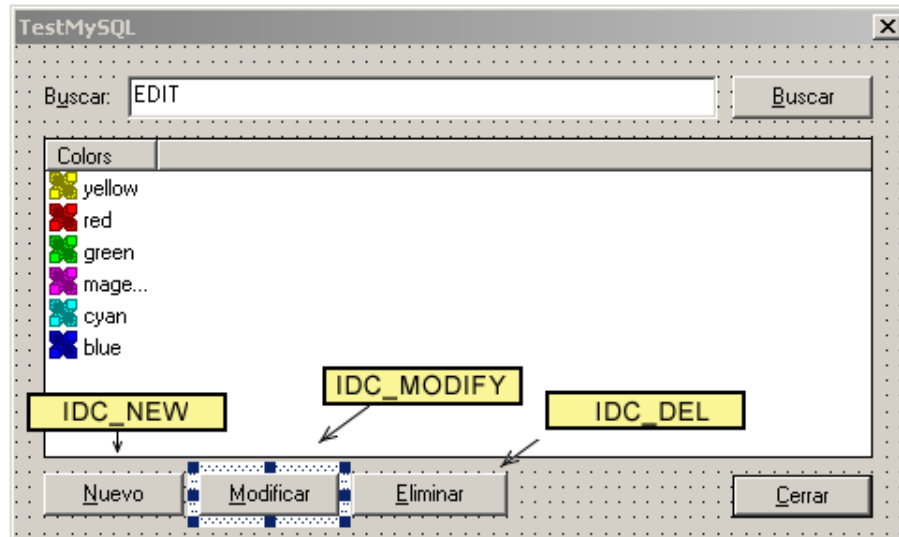 TestMySQL
Buscar: EDIT Buscar
Colors
yellow
red
green
mage...
cyan
blue
IDC_MODIFY
IDC_NEW IDC_DEL
Nuevo Modificar Eliminar Cerrar